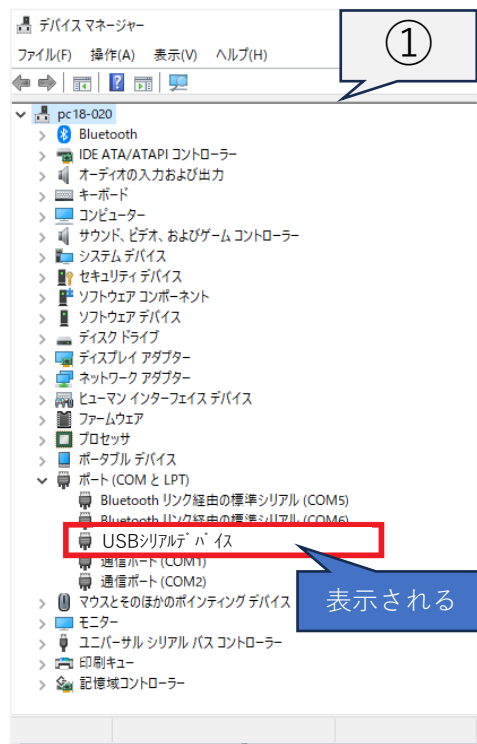 デバイス マネージャー
ファイル(F) 操作(A) 表示(V) ヘルプ(H)
①
pc18-020
Bluetooth
IDE ATA/ATAPI コントローラー
オーディオの入力および出力
キーボード
コンピューター
サウンド、ビデオ、およびゲーム コントローラー
システム デバイス
セキュリティ デバイス
ソフトウェア コンポーネント
ソフトウェア デバイス
ディスク ドライブ
ディスプレイ アダプター
ネットワーク アダプター
ヒューマン インターフェイス デバイス
ファームウェア
プロセッサ
ポータブル デバイス
ポート (COM と LPT)
Bluetooth リンク経由の標準シリアル (COM5)
Bluetooth リンク経由の標準シリアル (COM6)
USBシリアルデバイス
通信ポート (COM1)
通信ポート (COM2)
表示される
マウスとそのほかのポインティング デバイス
モニター
ユニバーサル シリアル バス コントローラー
印刷キュー
記憶域コントローラー